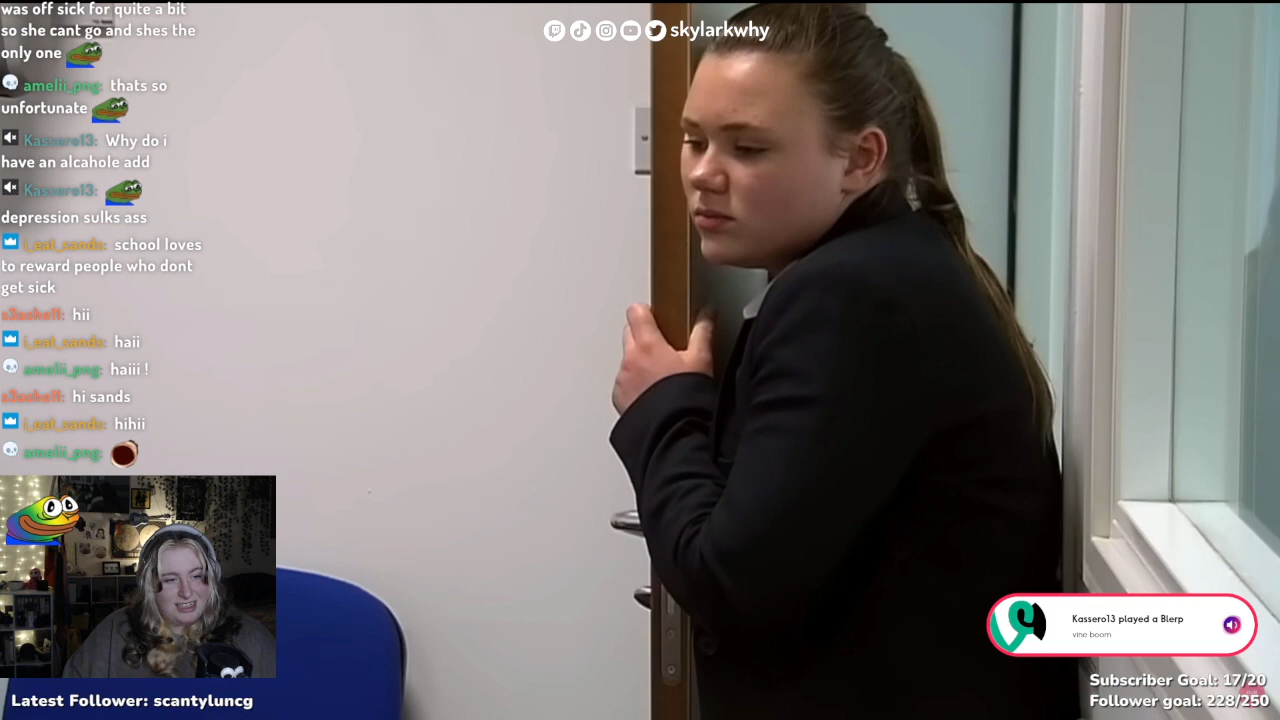 was off sick for quite a bit
so she cant go and shes the
only one
amelii_png: thats so
unfortunate
Kassero13: Why do i
have an alcahole add
Kassero13:
depression sulks ass
i_eat_sands: school loves
to reward people who dont
get sick
hii
i_eat_sands: haii
amelii_png: haiii !
hi sands
i_eat_sands: hihii
amelii_png:
skylarkwhy
Kassero13 played a Blerp
vine boom
Latest Follower: scantyluncg
Subscriber Goal: 17/20
Follower goal: 228/250